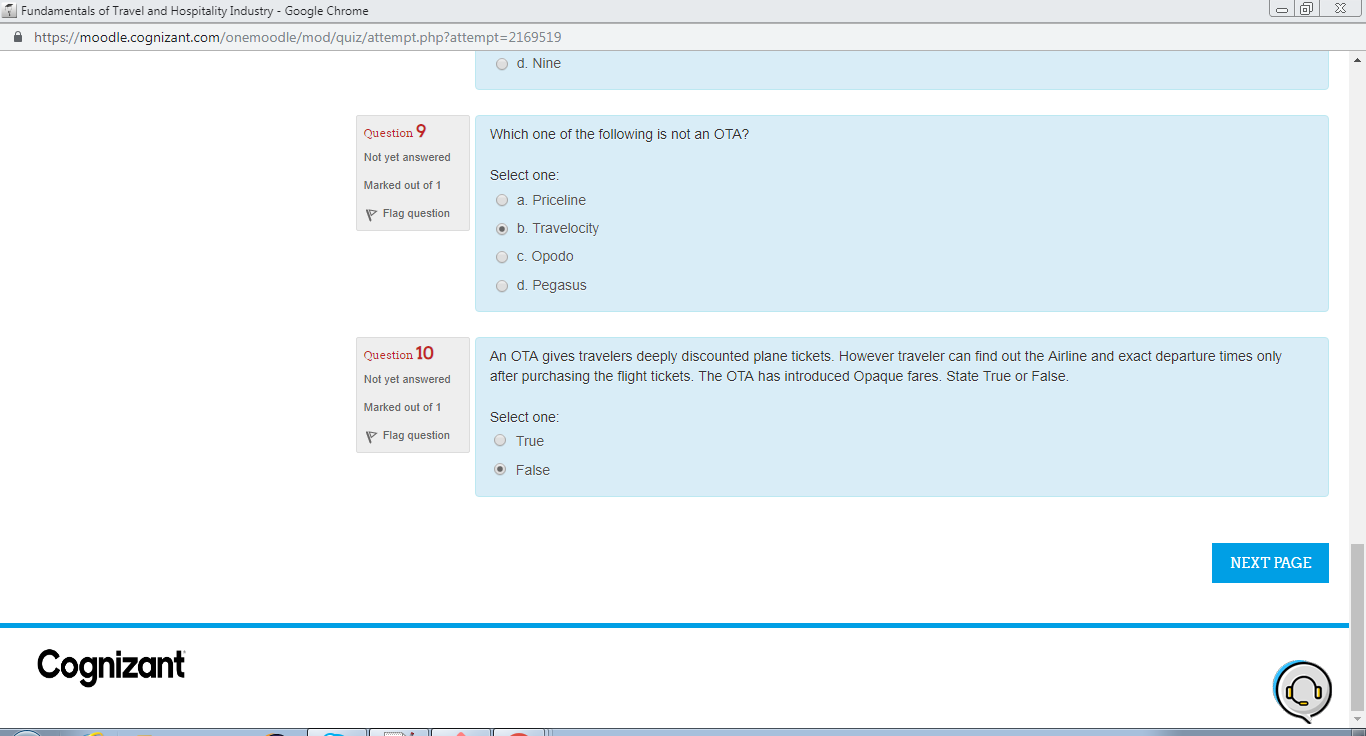 Fundamentals of Travel and Hospitality Industry - Google Chrome
https://moodle.cognizant.com/onemoodle/mod/quiz/attempt.php?attempt=2169519
d. Nine
Question 9
Not yet answered
Marked out of 1
Flag question
Which one of the following is not an OTA?
Select one:
a. Priceline
b. Travelocity
c. Opodo
d. Pegasus
Question 10
Not yet answered
Marked out of 1
Flag question
An OTA gives travelers deeply discounted plane tickets. However traveler can find out the Airline and exact departure times only
after purchasing the flight tickets. The OTA has introduced Opaque fares. State True or False.
Select one:
True
False
NEXT PAGE
Cognizant